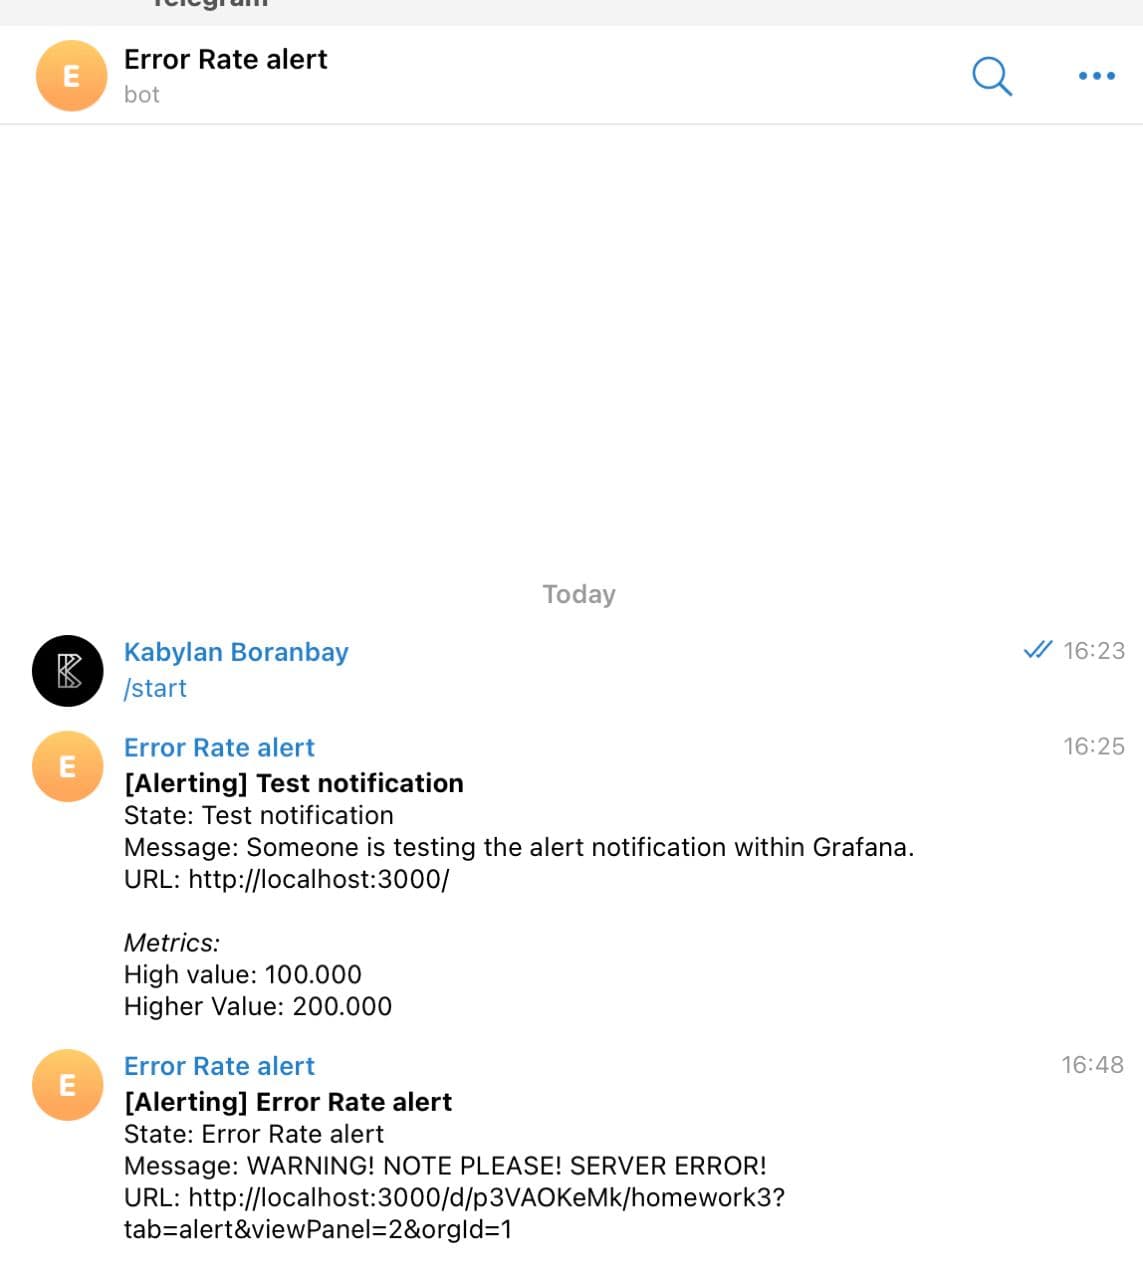 Telegram
E
Error Rate alert
bot
Today
Kabylan Boranbay
16:23
/start
E
Error Rate alert
16:25
[Alerting] Test notification
State: Test notification
Message: Someone is testing the alert notification within Grafana.
URL: http://localhost:3000/
Metrics:
High value: 100.000
Higher Value: 200.000
E
Error Rate alert
16:48
[Alerting] Error Rate alert
State: Error Rate alert
Message: WARNING! NOTE PLEASE! SERVER ERROR!
URL: http://localhost:3000/d/p3VAOKeMk/homework3?
tab=alert&viewPanel=2&orgId=1